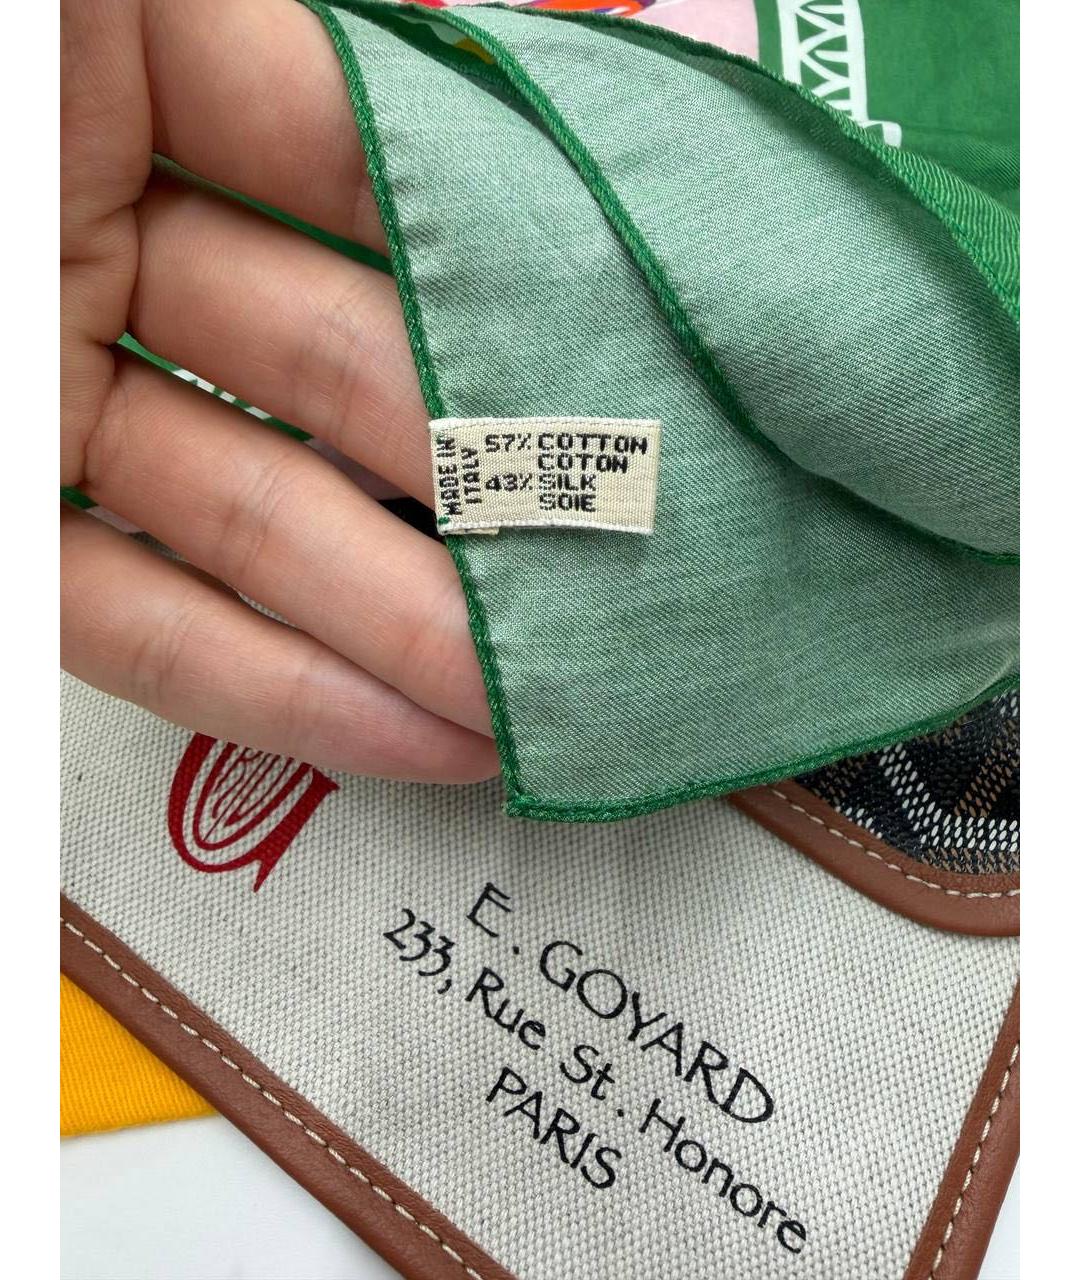 MADE IN
ITALY
57% COTTON
COTON
43% SILK
SOIE
E. GOYARD
233, Rue St. Honore
PARIS